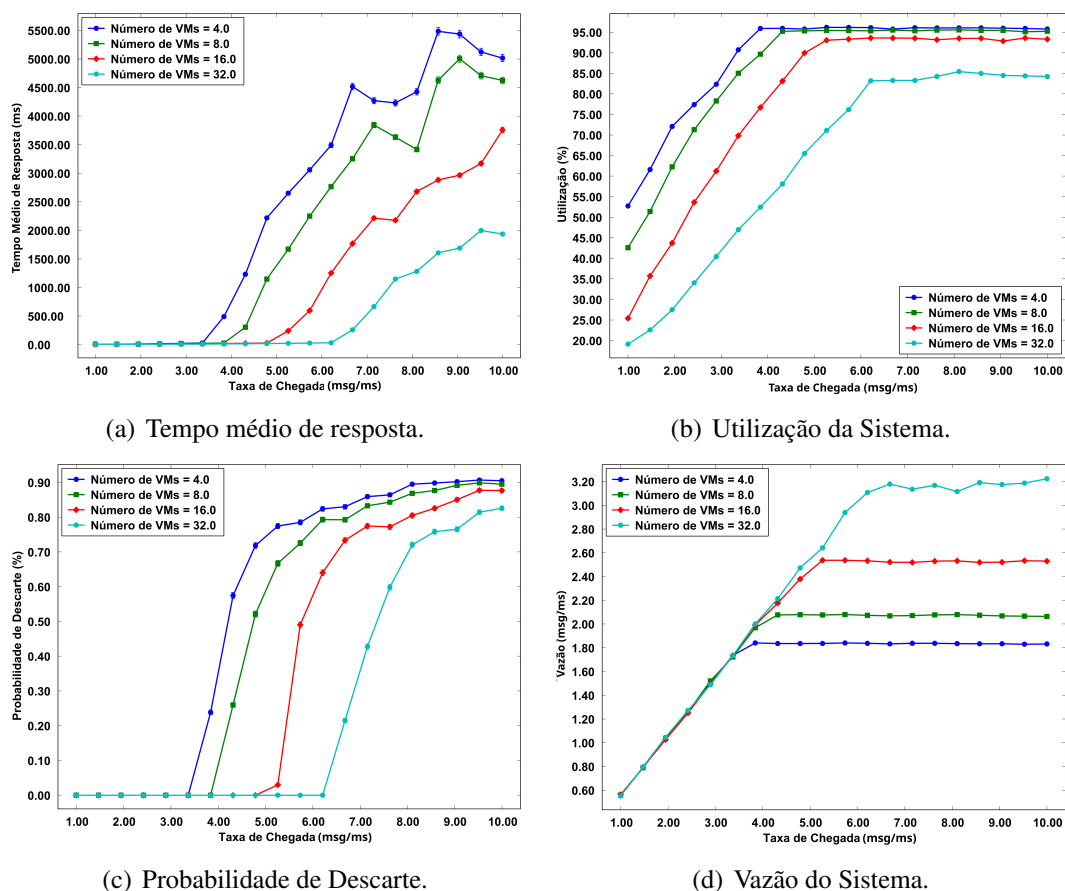 Número de VMs = 4.0
Número de VMs = 8.0
Número de VMs = 16.0
Número de VMs = 32.0
Tempo Médio de Resposta (ms)
5500.00
5000.00
4500.00
4000.00
3500.00
3000.00
2500.00
2000.00
1500.00
1000.00
500.00
0.00
1.00 2.00 3.00 4.00 5.00 6.00 7.00 8.00 9.00 10.00
Taxa de Chegada (msg/ms)
(a) Tempo médio de resposta.
Utilização (%)
95.00
90.00
85.00
80.00
75.00
70.00
65.00
60.00
55.00
50.00
45.00
40.00
35.00
30.00
25.00
20.00
Número de VMs = 4.0
Número de VMs = 8.0
Número de VMs = 16.0
Número de VMs = 32.0
1.00 2.00 3.00 4.00 5.00 6.00 7.00 8.00 9.00 10.00
Taxa de Chegada (msg/ms)
(b) Utilização da Sistema.
Número de VMs = 4.0
Número de VMs = 8.0
Número de VMs = 16.0
Número de VMs = 32.0
Probabilidade de Descarte (%)
0.90
0.80
0.70
0.60
0.50
0.40
0.30
0.20
0.10
0.00
1.00 2.00 3.00 4.00 5.00 6.00 7.00 8.00 9.00 10.00
Taxa de Chegada (msg/ms)
(c) Probabilidade de Descarte.
Número de VMs = 4.0
Número de VMs = 8.0
Número de VMs = 16.0
Número de VMs = 32.0
Vazão (msg/ms)
3.20
3.00
2.80
2.60
2.40
2.20
2.00
1.80
1.60
1.40
1.20
1.00
0.80
0.60
1.00 2.00 3.00 4.00 5.00 6.00 7.00 8.00 9.00 10.00
Taxa de Chegada (msg/ms)
(d) Vazão do Sistema.